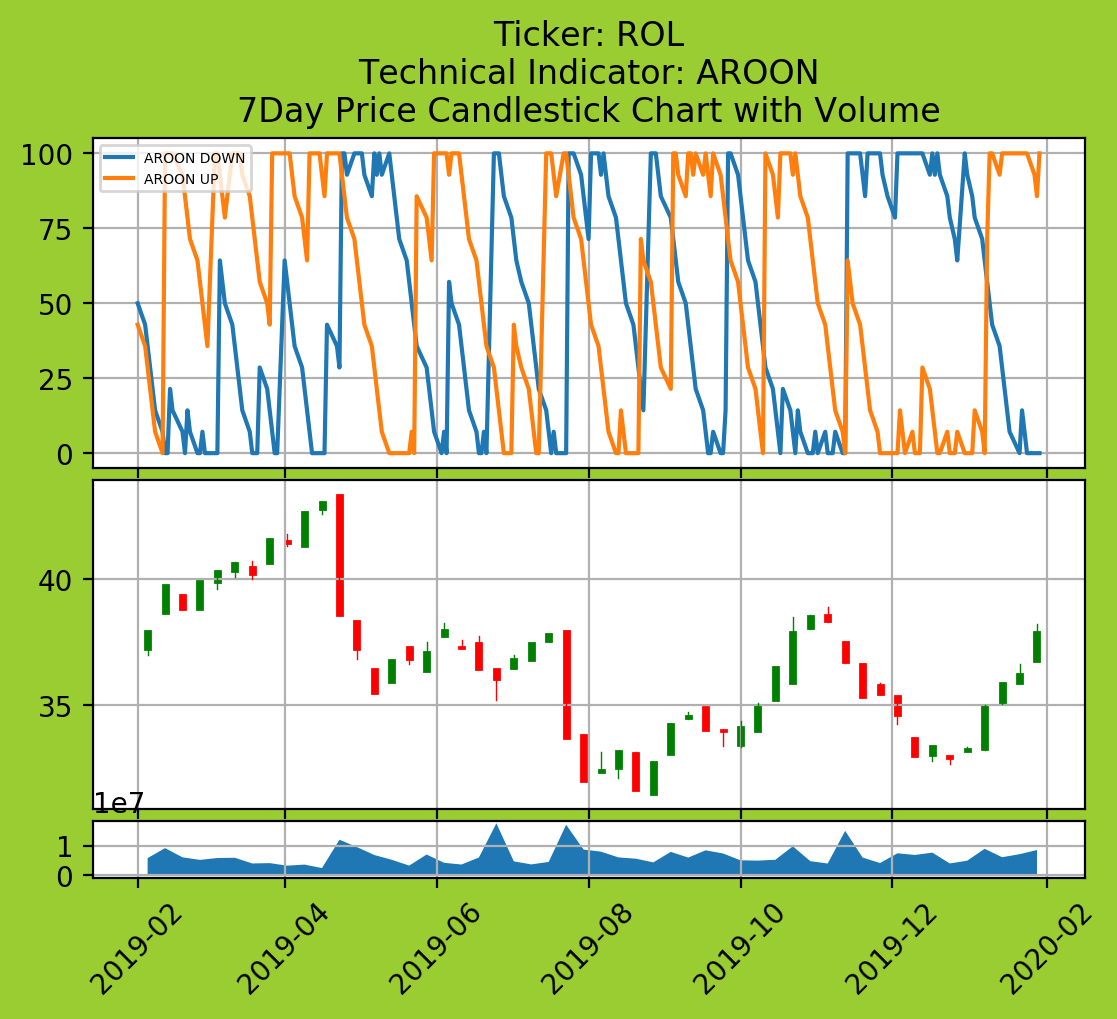 Ticker: ROL
Technical Indicator: AROON
7Day Price Candlestick Chart with Volume
100
75
50
25
0
AROON DOWN
AROON UP
40
35
1e7
1
0
2019-02
2019-04
2019-06
2019-08
2019-10
2019-12
2020-02